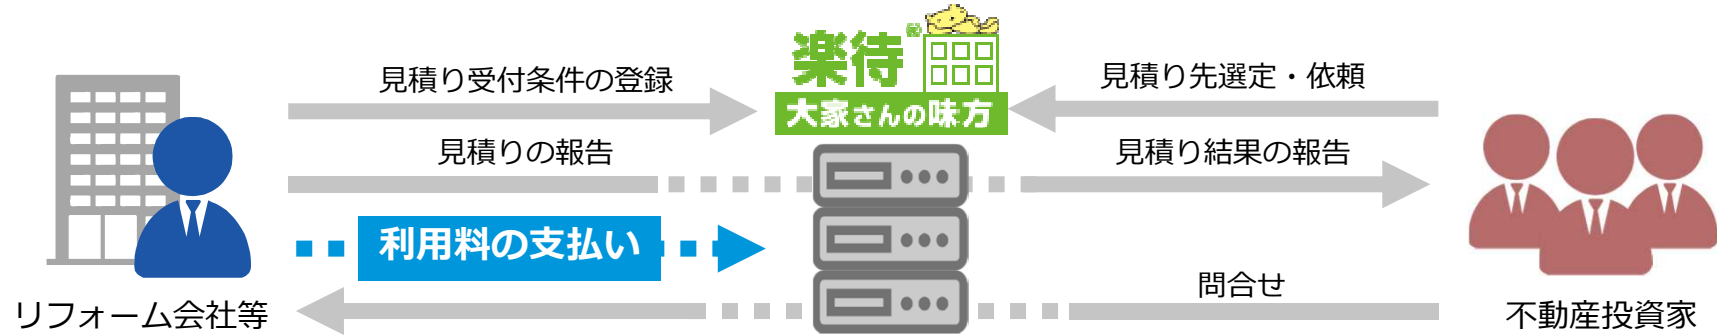 楽待
大家さんの味方
見積り受付条件の登録
見積り先選定・依頼
見積りの報告
見積り結果の報告
利用料の支払い
問合せ
リフォーム会社等
不動産投資家